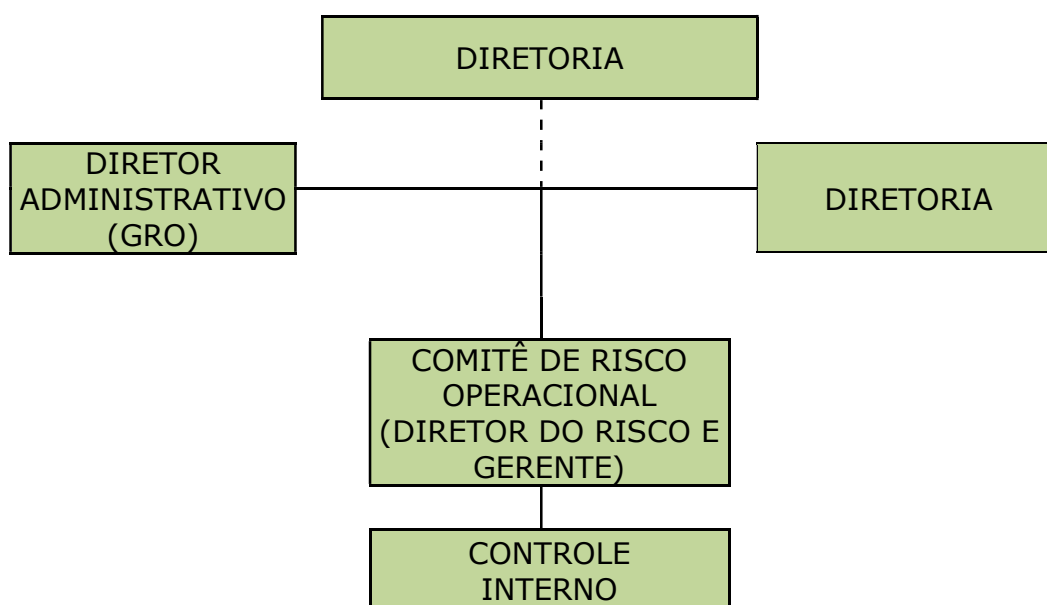 DIRETORIA
DIRETOR
ADMINISTRATIVO
(GRO)
DIRETORIA
COMITÊ DE RISCO
OPERACIONAL
(DIRETOR DO RISCO E
GERENTE)
CONTROLE
INTERNO